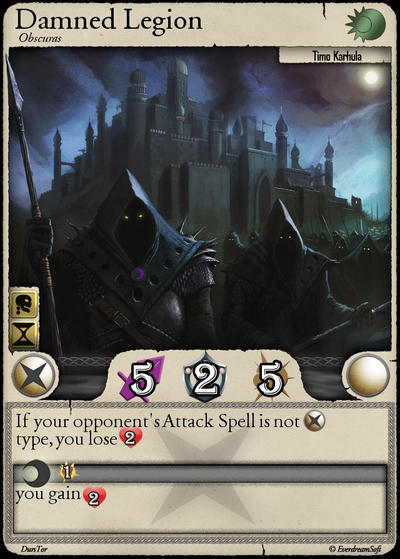 Damned Legion
Obscuras
Timo Karhula
5 2 5
If your opponent's Attack Spell is not
type, you lose 2
1
you gain 2
DursTor © EverdreamSoft